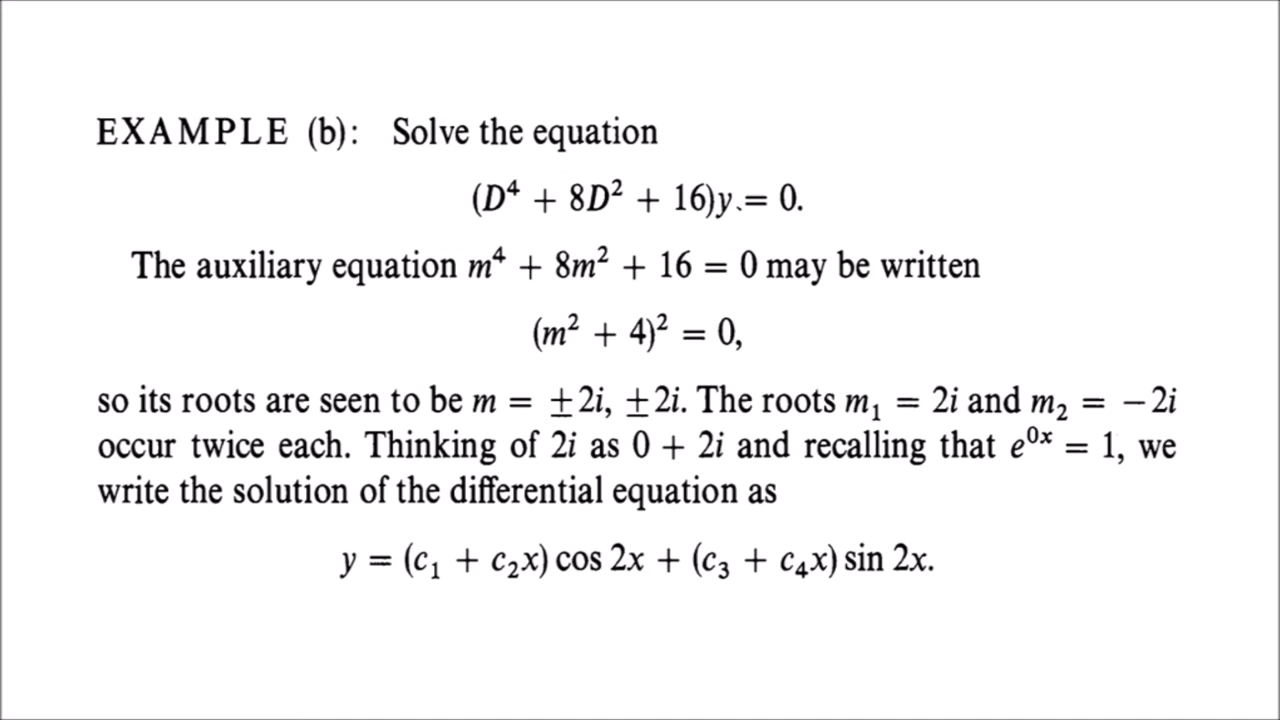 EXAMPLE (b): Solve the equation
(D⁴ + 8D² + 16)y = 0.
The auxiliary equation m⁴ + 8m² + 16 = 0 may be written
(m² + 4)² = 0,
so its roots are seen to be m = ±2i, ±2i. The roots m₁ = 2i and m₂ = −2i
occur twice each. Thinking of 2i as 0 + 2i and recalling that e⁰ˣ = 1, we
write the solution of the differential equation as
y = (c₁ + c₂x) cos 2x + (c₃ + c₄x) sin 2x.